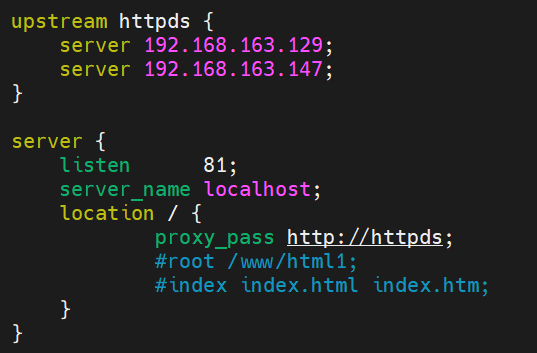 upstream httpds {
    server 192.168.163.129;
    server 192.168.163.147;
}

server {
    listen      81;
    server_name localhost;
    location / {
            proxy_pass http://httpds;
            #root /www/html1;
            #index index.html index.htm;
    }
}